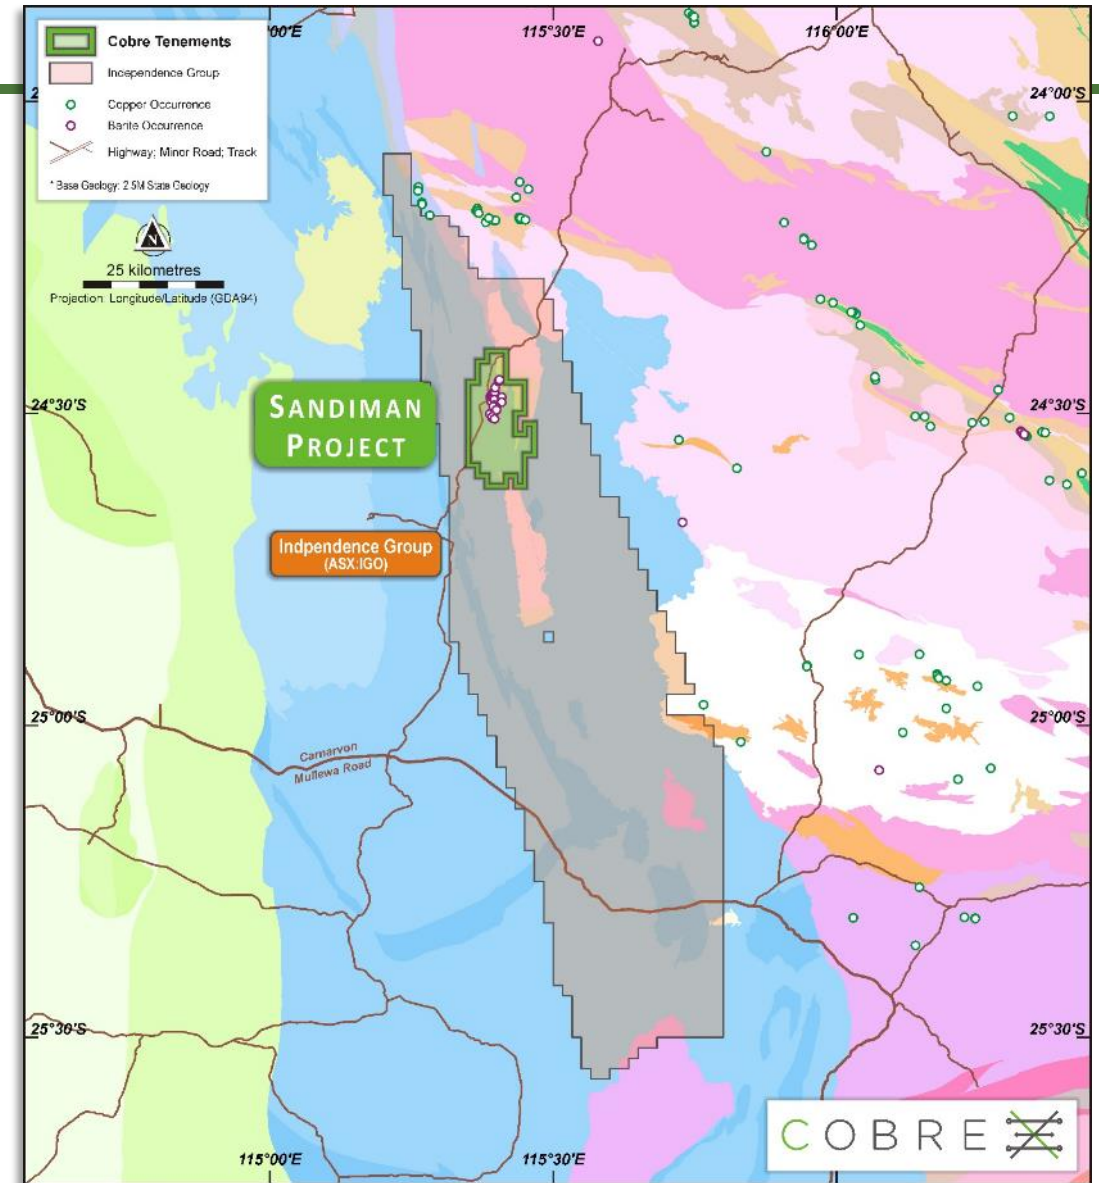 Cobre Tenements
Independence Group
Copper Occurrence
Barite Occurrence
Highway; Minor Road; Track
* Base Geology: 2.5M State Geology
N
25 kilometres
Projection: Longitude/Latitude (GDA94)
00'E
115°30'E
116°00'E
24°00'S
24°30'S
24°30'S
SANDIMAN
PROJECT
Indpendence Group
(ASX:IGO)
25°00'S
25°00'S
Carnarvon
Mullewa Road
25°30'S
25°30'S
115°00'E
115°30'E
COBRE